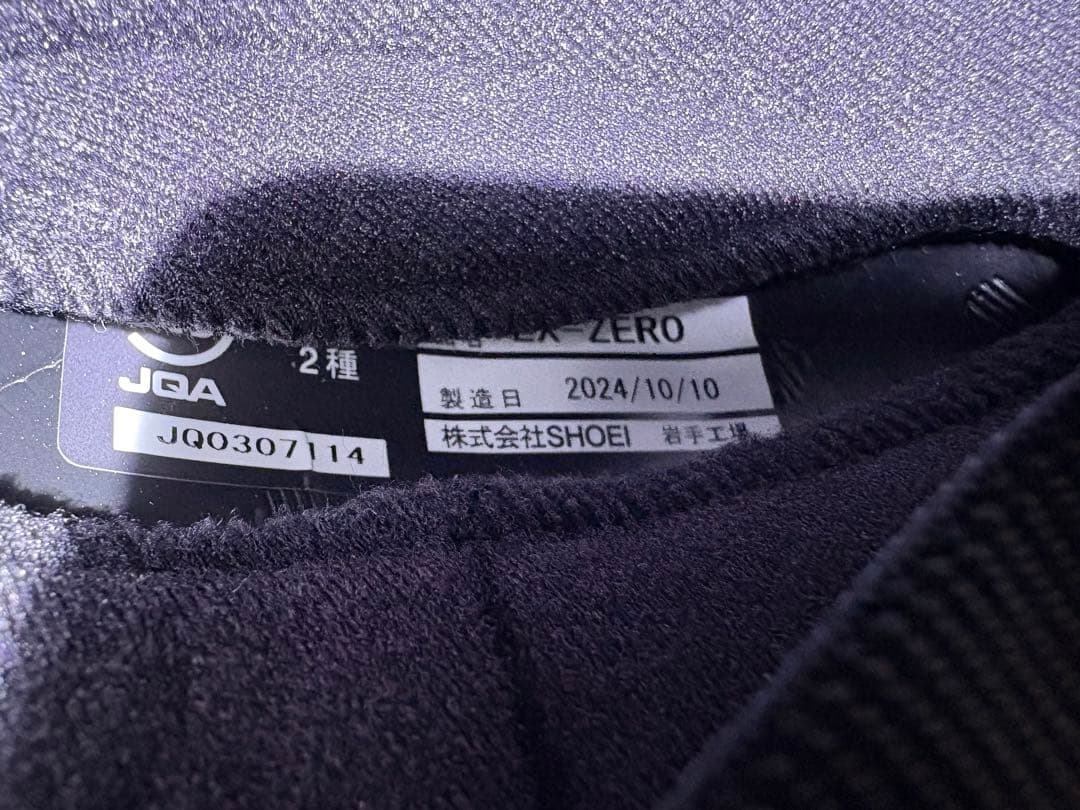 2種
JQA
JQ0307114
EX-ZERO
製造日 2024/10/10
株式会社SHOEI 岩手工場